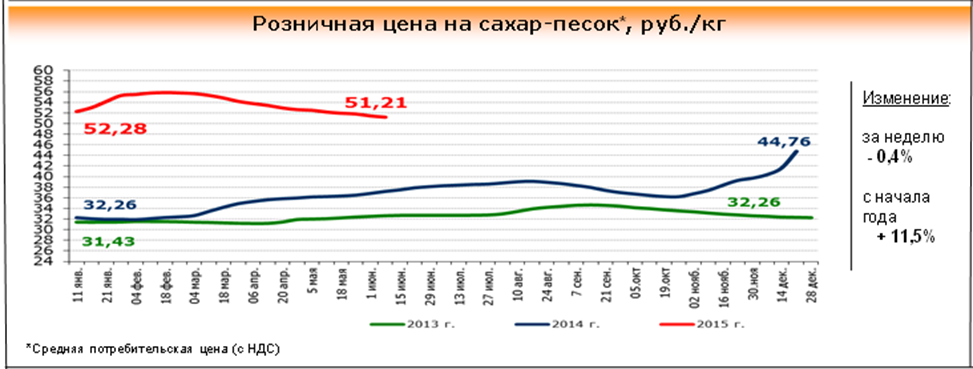 Розничная цена на сахар-песок*, руб./кг
60
58
56
54
52
50
48
46
44
42
40
38
36
34
32
30
28
26
24
52,28
51,21
44,76
32,26
31,43
32,26
11 янв.
21 янв.
04 фев.
18 фев.
04 мар.
18 мар.
06 апр.
20 апр.
5 мая
18 мая
1 июн.
15 июн.
29 июн.
13 июл.
27 июл.
10 авг.
24 авг.
7 сен.
21 сен.
05.окт
19.окт
02 нояб.
16 нояб.
30.ноя
14 дек.
28 дек.
2013 г.
2014 г.
2015 г.
Изменение:
за неделю
- 0,4%
с начала
года
+ 11,5%
*Средняя потребительская цена (с НДС)